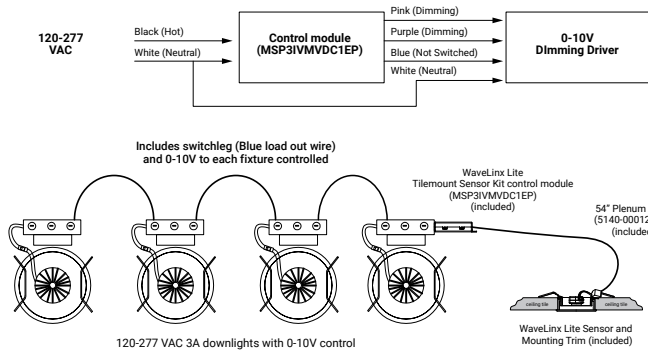 120-277
VAC
Black (Hot)
White (Neutral)
Control module
(MSP3IVMVDC1EP)
Pink (Dimming)
Purple (Dimming)
Blue (Not Switched)
White (Neutral)
0-10V
DImming Driver
Includes switchleg (Blue load out wire)
and 0-10V to each fixture controlled
WaveLinx Lite
Tilemount Sensor Kit control module
(MSP3IVMVDC1EP)
(included)
54" Plenum
(5140-00012
(include
ceiling tile
ceiling tile
WaveLinx Lite Sensor and
Mounting Trim (included)
120-277 VAC 3A downlights with 0-10V control